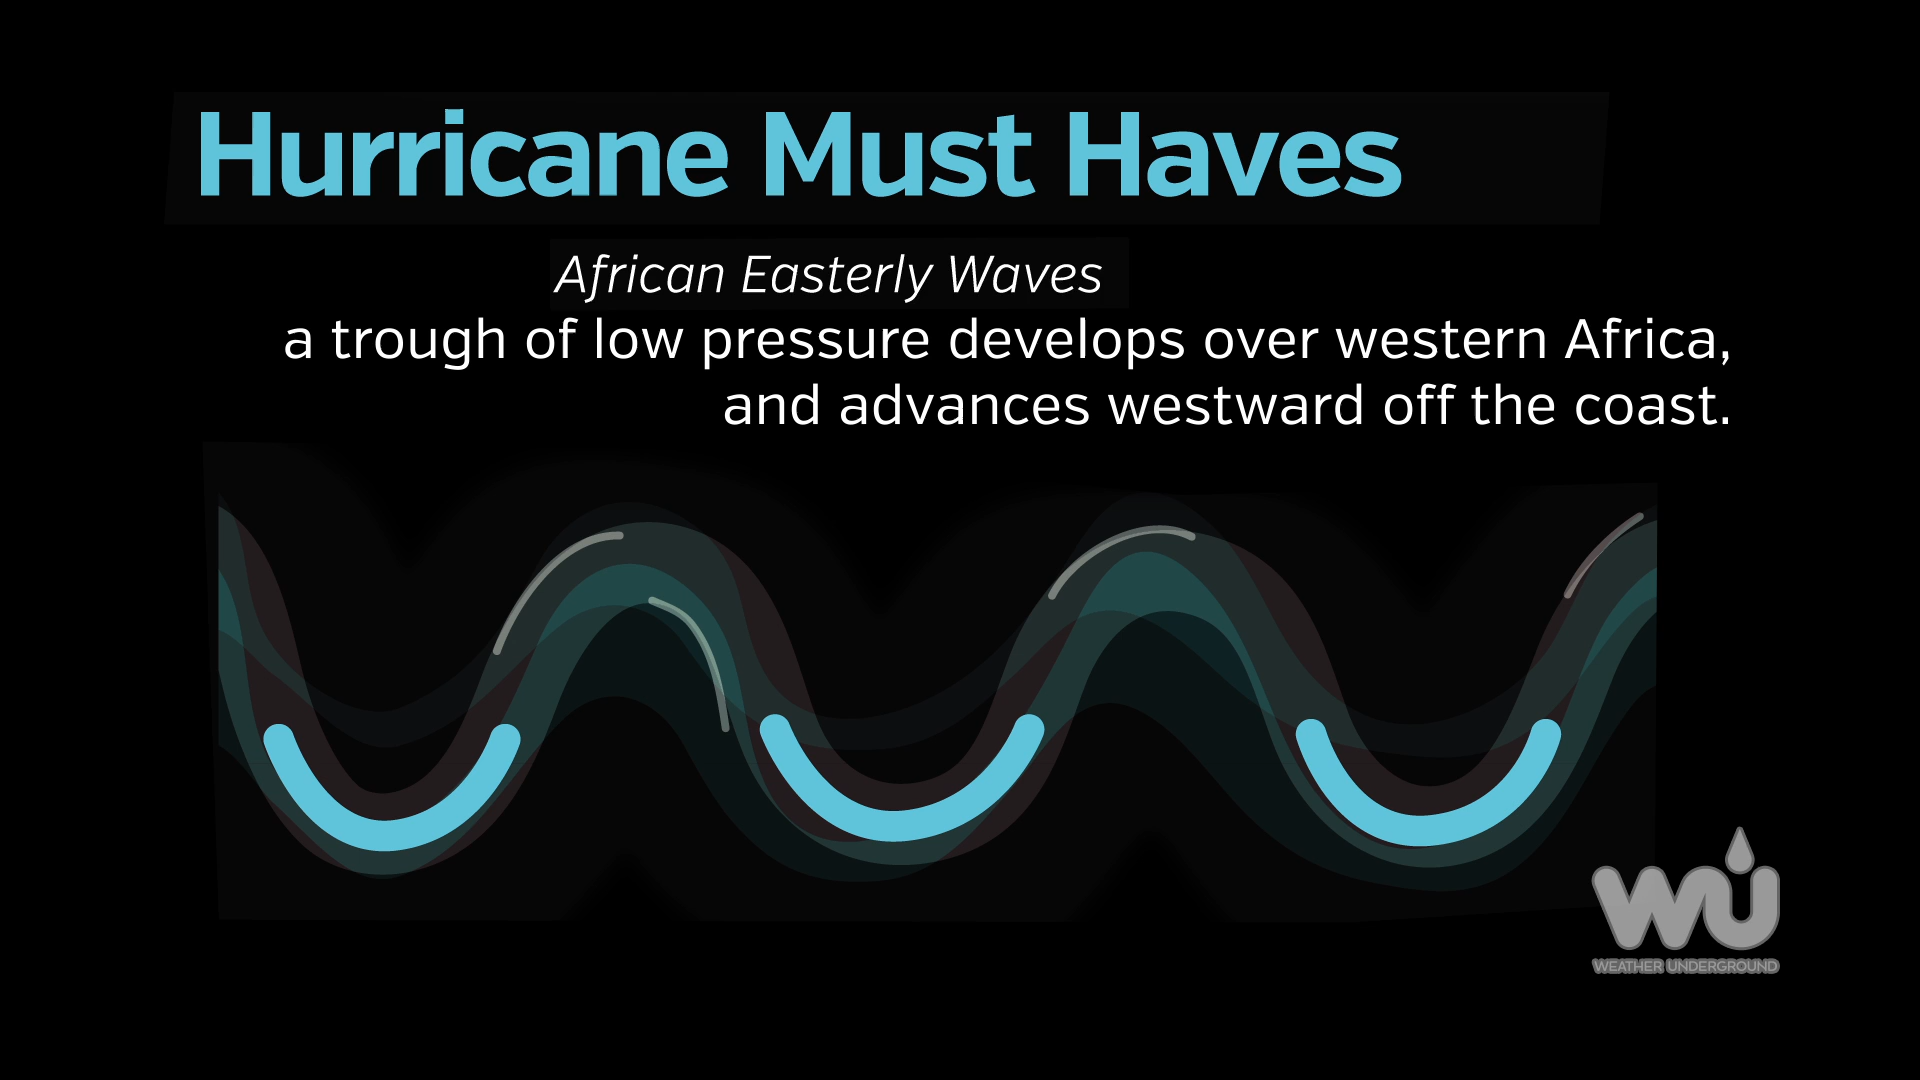 Hurricane Must Haves
African Easterly Waves
a trough of low pressure develops over western Africa,
and advances westward off the coast.
WU
WEATHER UNDERGROUND